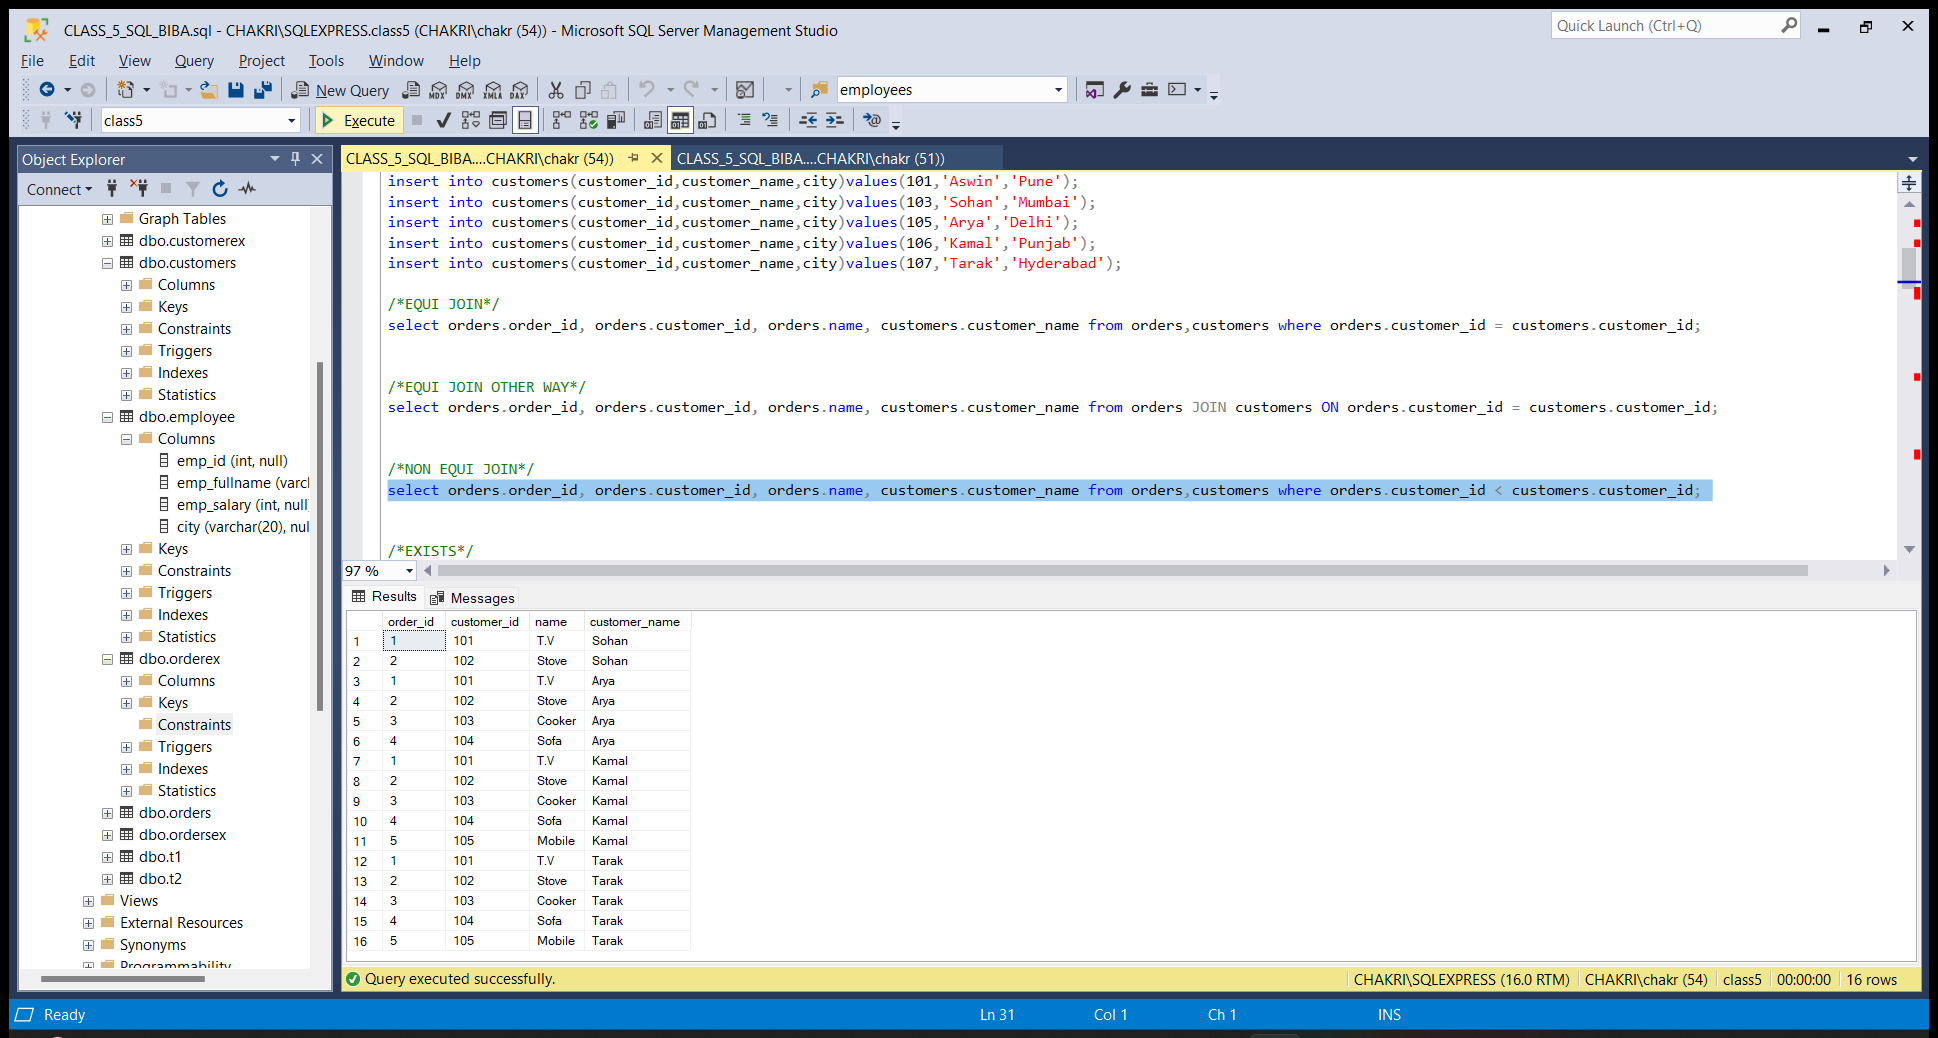 CLASS_5_SQL_BIBA.sql - CHAKRI\SQLEXPRESS.class5 (CHAKRI\chakr (54)) - Microsoft SQL Server Management Studio
Quick Launch (Ctrl+Q)
File Edit View Query Project Tools Window Help
New Query MDX DMX XMLA DAX employees
class5 Execute
Object Explorer
Connect
Graph Tables
dbo.customerex
dbo.customers
Columns
Keys
Constraints
Triggers
Indexes
Statistics
dbo.employee
Columns
emp_id (int, null)
emp_fullname (varcl
emp_salary (int, null
city (varchar(20), nul
Keys
Constraints
Triggers
Indexes
Statistics
dbo.orderex
Columns
Keys
Constraints
Triggers
Indexes
Statistics
dbo.orders
dbo.ordersex
dbo.t1
dbo.t2
Views
External Resources
Synonyms
Programmability
CLASS_5_SQL_BIBA....CHAKRI\chakr (54)) CLASS_5_SQL_BIBA....CHAKRI\chakr (51))
insert into customers(customer_id,customer_name,city)values(101,'Aswin','Pune');
insert into customers(customer_id,customer_name,city)values(103,'Sohan','Mumbai');
insert into customers(customer_id,customer_name,city)values(105,'Arya','Delhi');
insert into customers(customer_id,customer_name,city)values(106,'Kamal','Punjab');
insert into customers(customer_id,customer_name,city)values(107,'Tarak','Hyderabad');
/*EQUI JOIN*/
select orders.order_id, orders.customer_id, orders.name, customers.customer_name from orders,customers where orders.customer_id = customers.customer_id;
/*EQUI JOIN OTHER WAY*/
select orders.order_id, orders.customer_id, orders.name, customers.customer_name from orders JOIN customers ON orders.customer_id = customers.customer_id;
/*NON EQUI JOIN*/
select orders.order_id, orders.customer_id, orders.name, customers.customer_name from orders,customers where orders.customer_id < customers.customer_id;
/*EXISTS*/
97 %
Results Messages
order_id customer_id name customer_name
1 1 101 T.V Sohan
2 2 102 Stove Sohan
3 1 101 T.V Arya
4 2 102 Stove Arya
5 3 103 Cooker Arya
6 4 104 Sofa Arya
7 1 101 T.V Kamal
8 2 102 Stove Kamal
9 3 103 Cooker Kamal
10 4 104 Sofa Kamal
11 5 105 Mobile Kamal
12 1 101 T.V Tarak
13 2 102 Stove Tarak
14 3 103 Cooker Tarak
15 4 104 Sofa Tarak
16 5 105 Mobile Tarak
Query executed successfully. CHAKRI\SQLEXPRESS (16.0 RTM) CHAKRI\chakr (54) class5 00:00:00 16 rows
Ready Ln 31 Col 1 Ch 1 INS